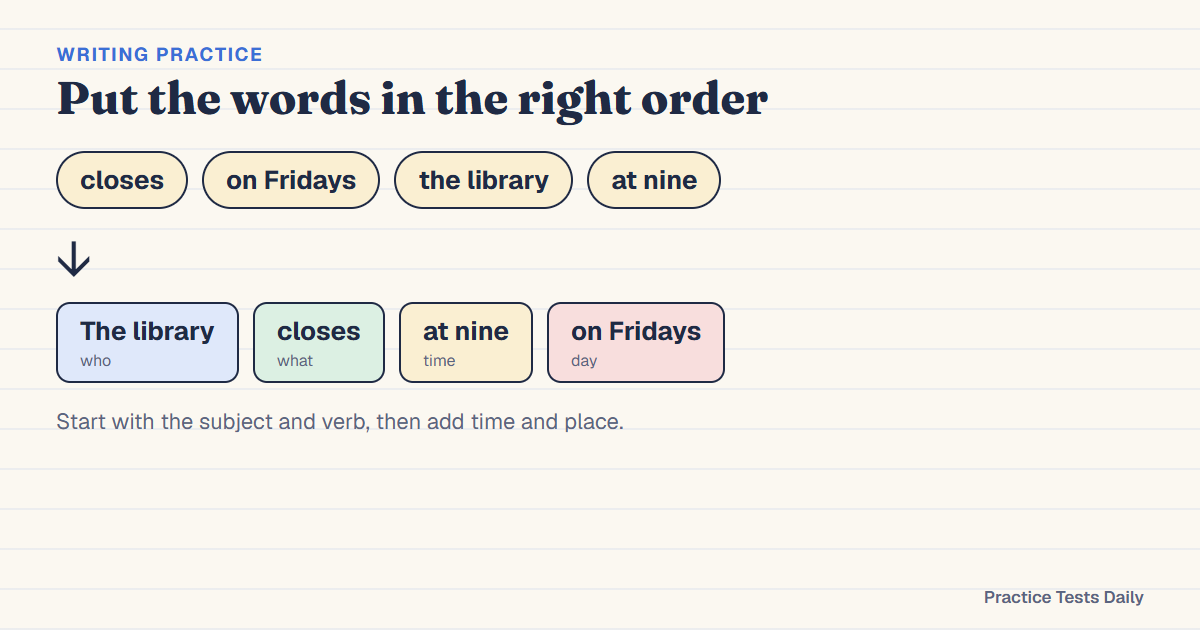 WRITING PRACTICE
Put the words in the right order
closes on Fridays the library at nine
The library closes at nine on Fridays
who what time day
Start with the subject and verb, then add time and place.
Practice Tests Daily